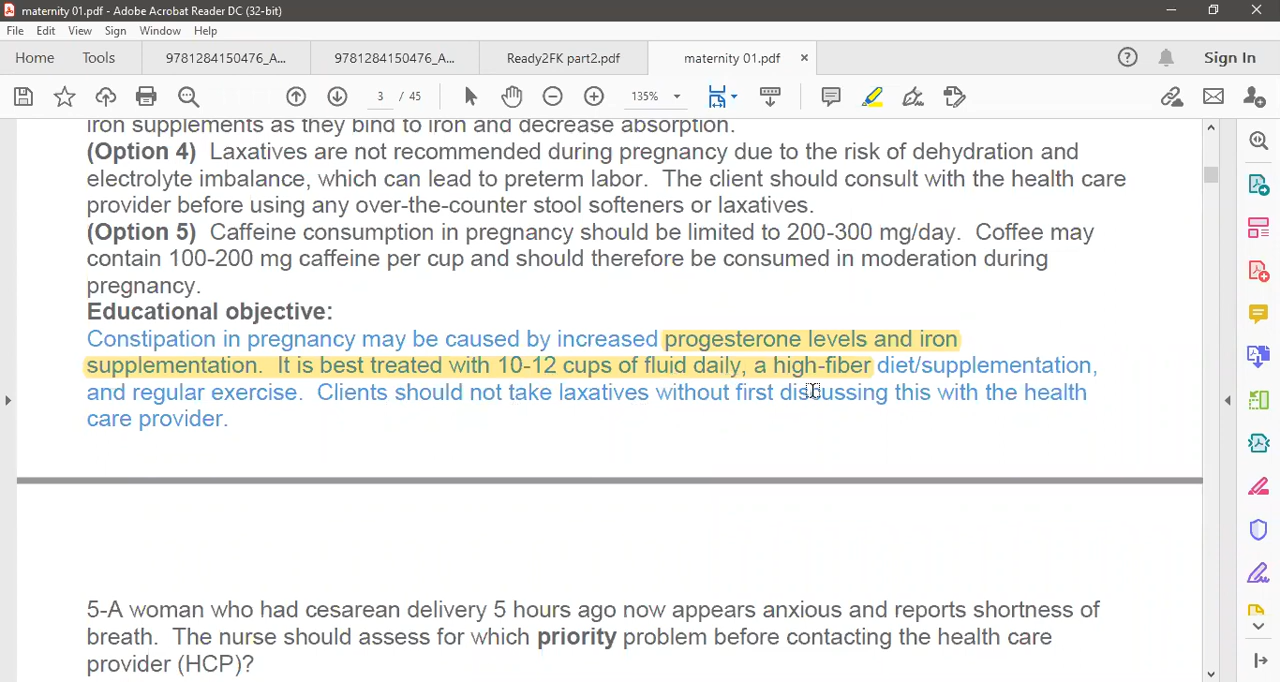 maternity 01.pdf - Adobe Acrobat Reader DC (32-bit)
File Edit View Sign Window Help
Home Tools 9781284150476_A... 9781284150476_A... Ready2FK part2.pdf maternity 01.pdf × Sign In
3 / 45 135%
iron supplements as they bind to iron and decrease absorption.
(Option 4) Laxatives are not recommended during pregnancy due to the risk of dehydration and
electrolyte imbalance, which can lead to preterm labor. The client should consult with the health care
provider before using any over-the-counter stool softeners or laxatives.
(Option 5) Caffeine consumption in pregnancy should be limited to 200-300 mg/day. Coffee may
contain 100-200 mg caffeine per cup and should therefore be consumed in moderation during
pregnancy.
Educational objective:
Constipation in pregnancy may be caused by increased progesterone levels and iron
supplementation. It is best treated with 10-12 cups of fluid daily, a high-fiber diet/supplementation,
and regular exercise. Clients should not take laxatives without first discussing this with the health
care provider.
5-A woman who had cesarean delivery 5 hours ago now appears anxious and reports shortness of
breath. The nurse should assess for which priority problem before contacting the health care
provider (HCP)?